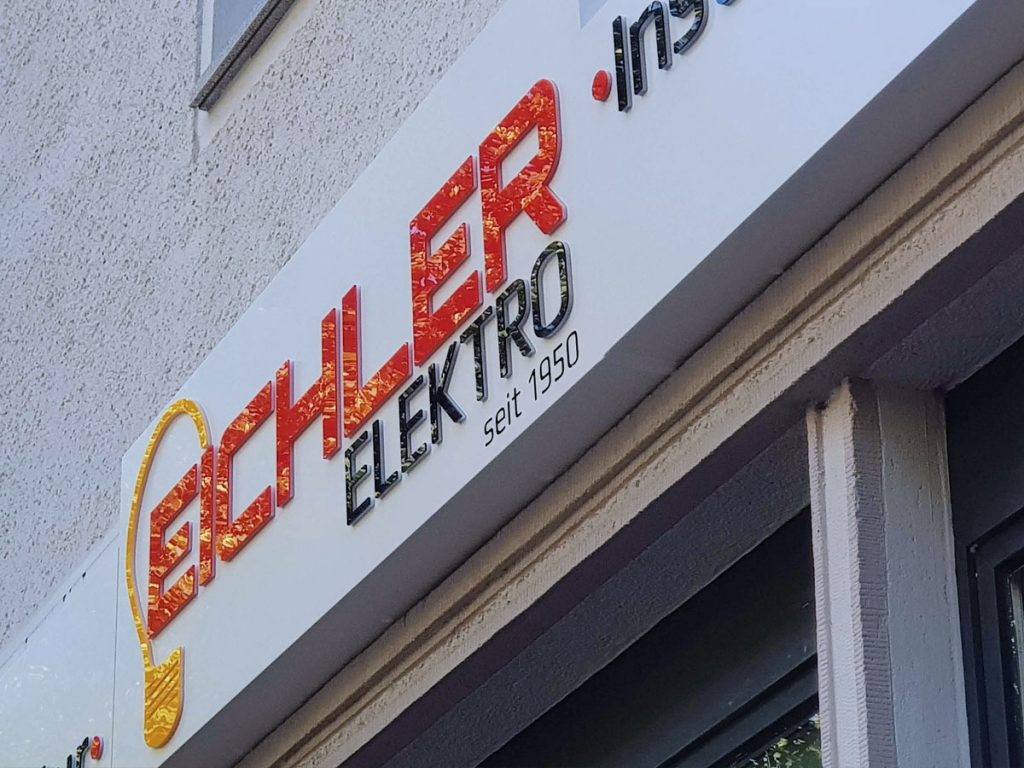 EICHLER
ELEKTRO
seit 1950